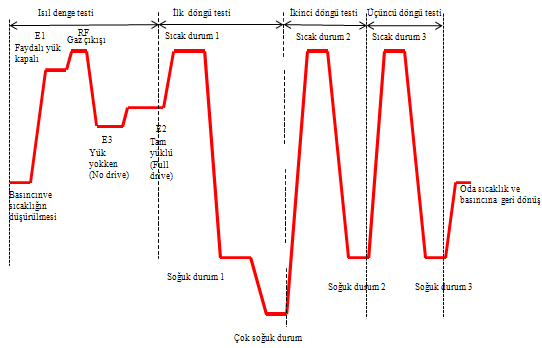 Isıl denge testi
İlk döngü testi
İkinci döngü testi
Üçüncü döngü testi
E1
Faydalı yük
kapalı
RF
Gaz çıkışı
Sıcak durum 1
Sıcak durum 2
Sıcak durum 3
E3
Yük
yokken
(No drive)
E2
Tam
yüklü
(Full
drive)
Basıncınve
sıcaklığın
düşürülmesi
Oda sıcaklık ve
basıncına geri dönüş
Soğuk durum 1
Soğuk durum 2
Soğuk durum 3
Çok soğuk durum